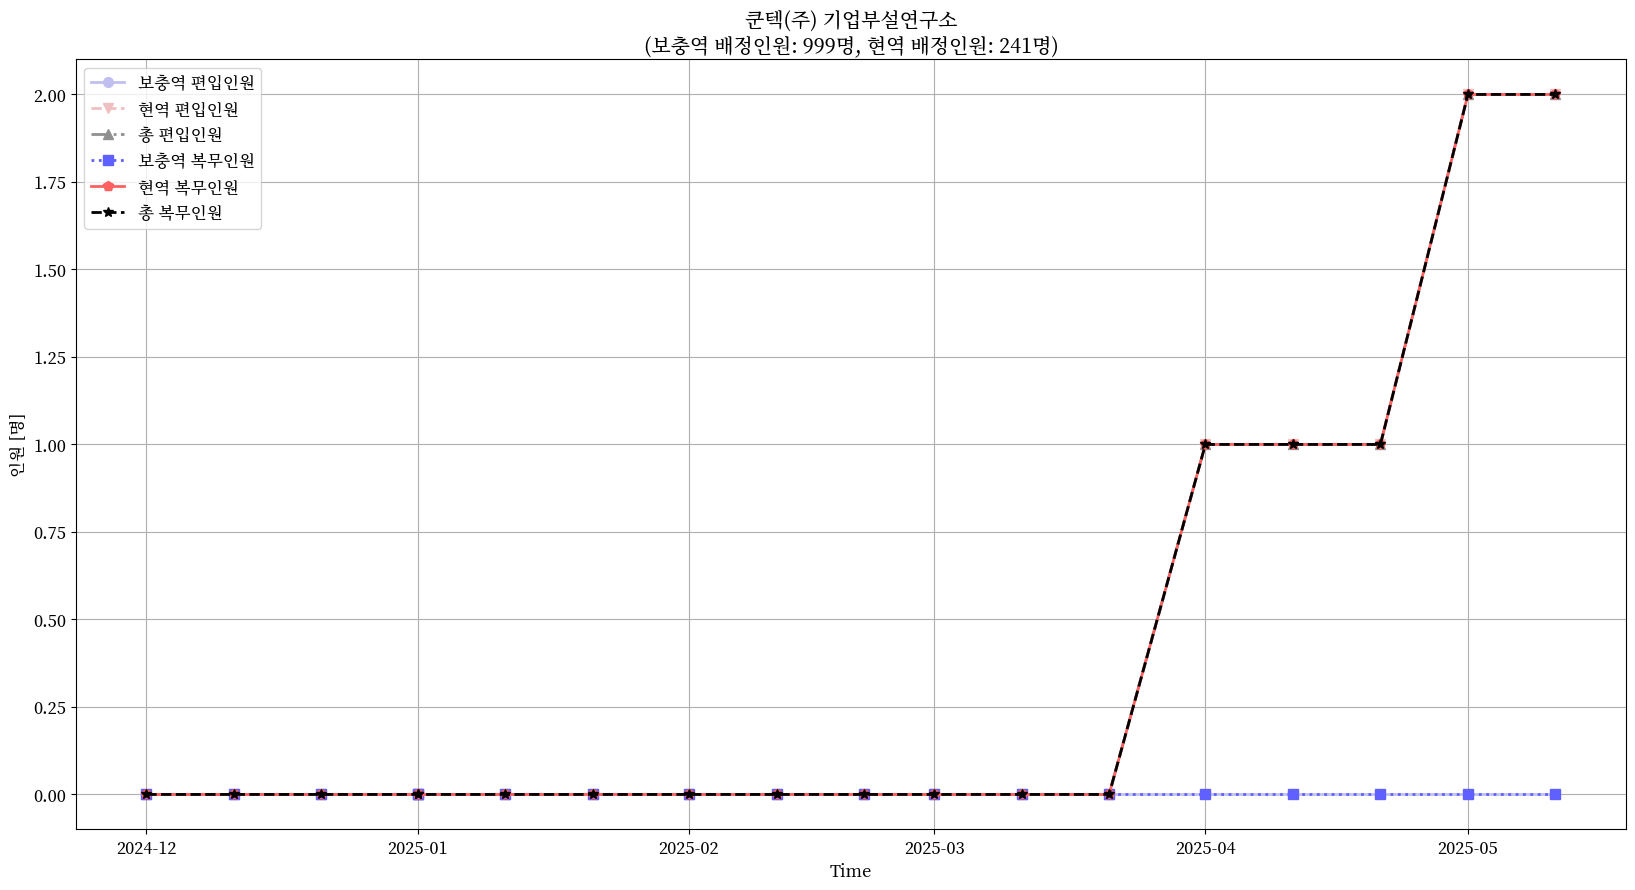 쿤텍(주) 기업부설연구소
(보충역 배정인원: 999명, 현역 배정인원: 241명)
보충역 편입인원
현역 편입인원
총 편입인원
보충역 복무인원
현역 복무인원
총 복무인원
2.00
1.75
1.50
1.25
1.00
0.75
0.50
0.25
0.00
인원 [명]
2024-12
2025-01
2025-02
2025-03
2025-04
2025-05
Time